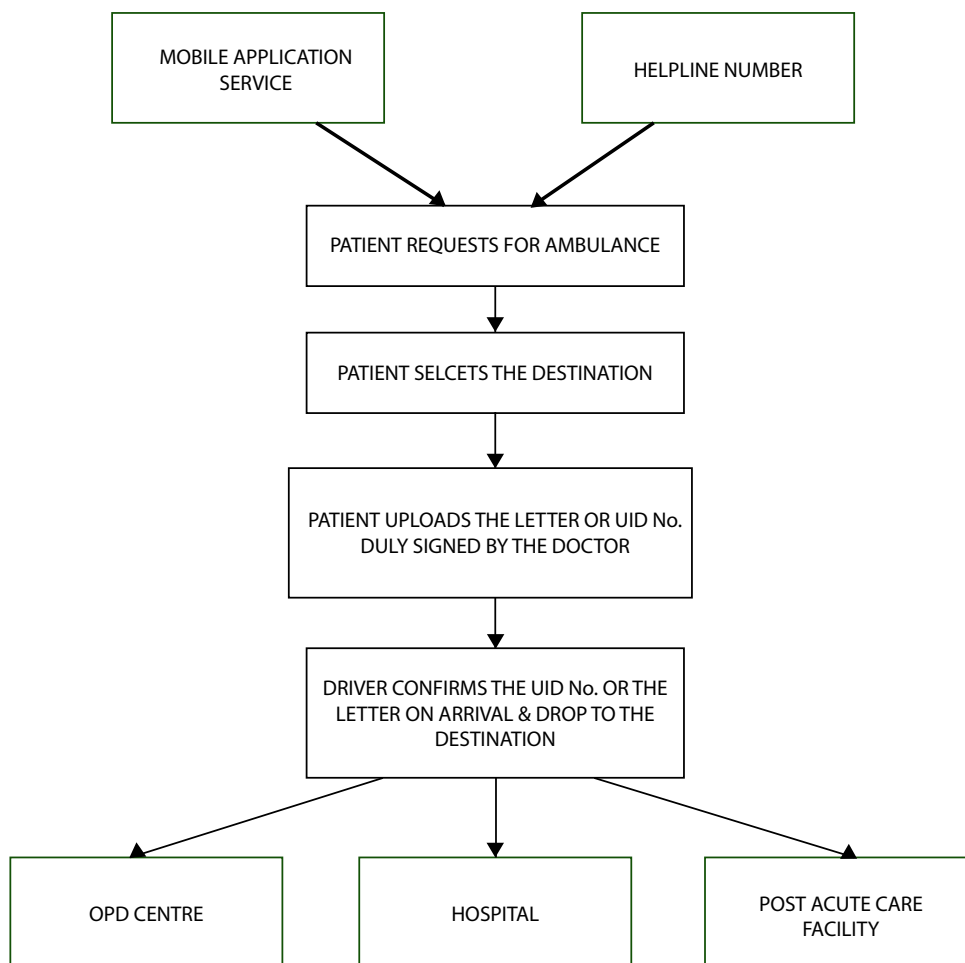 MOBILE APPLICATION
SERVICE
HELPLINE NUMBER
PATIENT REQUESTS FOR AMBULANCE
PATIENT SELCETS THE DESTINATION
PATIENT UPLOADS THE LETTER OR UID No.
DULY SIGNED BY THE DOCTOR
DRIVER CONFIRMS THE UID No. OR THE
LETTER ON ARRIVAL & DROP TO THE
DESTINATION
OPD CENTRE
HOSPITAL
POST ACUTE CARE
FACILITY